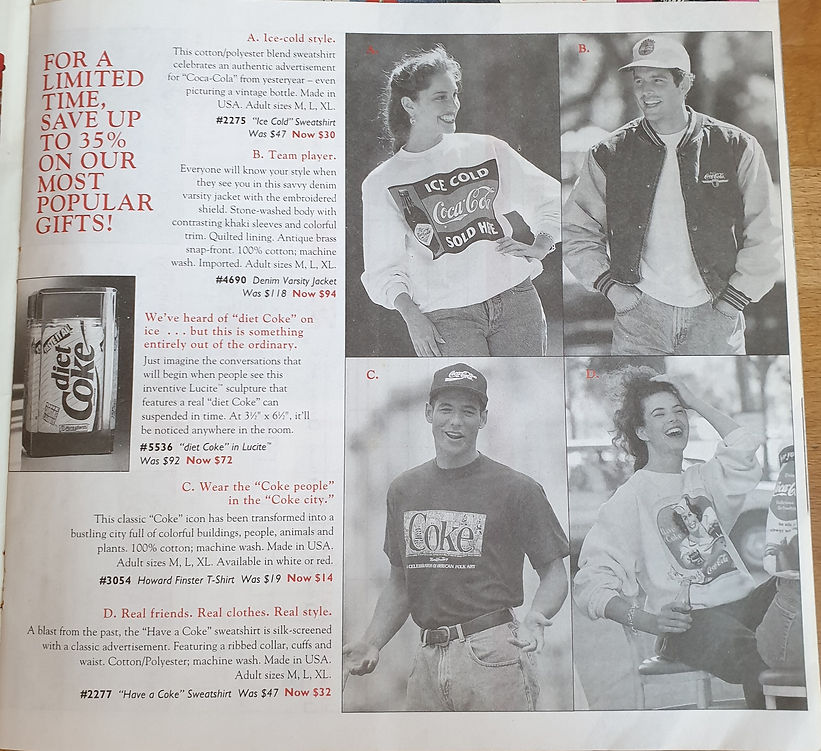 FOR A
LIMITED
TIME,
SAVE UP
TO 35%
ON OUR
MOST
POPULAR
GIFTS!
A. Ice-cold style.
This cotton/polyester blend sweatshirt
celebrates an authentic advertisement
for "Coca-Cola" from yesteryear – even
picturing a vintage bottle. Made in
USA. Adult sizes M, L, XL.
#2275 "Ice Cold" Sweatshirt
Was $47 Now $30
B. Team player.
Everyone will know your style when
they see you in this savvy denim
varsity jacket with the embroidered
shield. Stone-washed body with
contrasting khaki sleeves and colorful
trim. Quilted lining. Antique brass
snap-front. 100% cotton; machine
wash. Imported. Adult sizes M, L, XL.
#4690 Denim Varsity Jacket
Was $118 Now $94
We've heard of "diet Coke" on
ice . . . but this is something
entirely out of the ordinary.
Just imagine the conversations that
will begin when people see this
inventive Lucite™ sculpture that
features a real "diet Coke" can
suspended in time. At 3½" x 6½", it'll
be noticed anywhere in the room.
#5536 "diet Coke" in Lucite™
Was $92 Now $72
diet
Coke
C. Wear the "Coke people"
in the "Coke city."
This classic "Coke" icon has been transformed into a
bustling city full of colorful buildings, people, animals and
plants. 100% cotton; machine wash. Made in USA.
Adult sizes M, L, XL. Available in white or red.
#3054 Howard Finster T-Shirt Was $19 Now $14
D. Real friends. Real clothes. Real style.
A blast from the past, the "Have a Coke" sweatshirt is silk-screened
with a classic advertisement. Featuring a ribbed collar, cuffs and
waist. Cotton/Polyester; machine wash. Made in USA.
Adult sizes M, L, XL.
#2277 "Have a Coke" Sweatshirt Was $47 Now $32
A.
ICE COLD
Coca-Cola
SOLD HERE
B.
Coca-Cola
C.
Coca-Cola
Coke
A CELEBRATION OF AMERICAN FOLK ART
D.
Coca-Cola